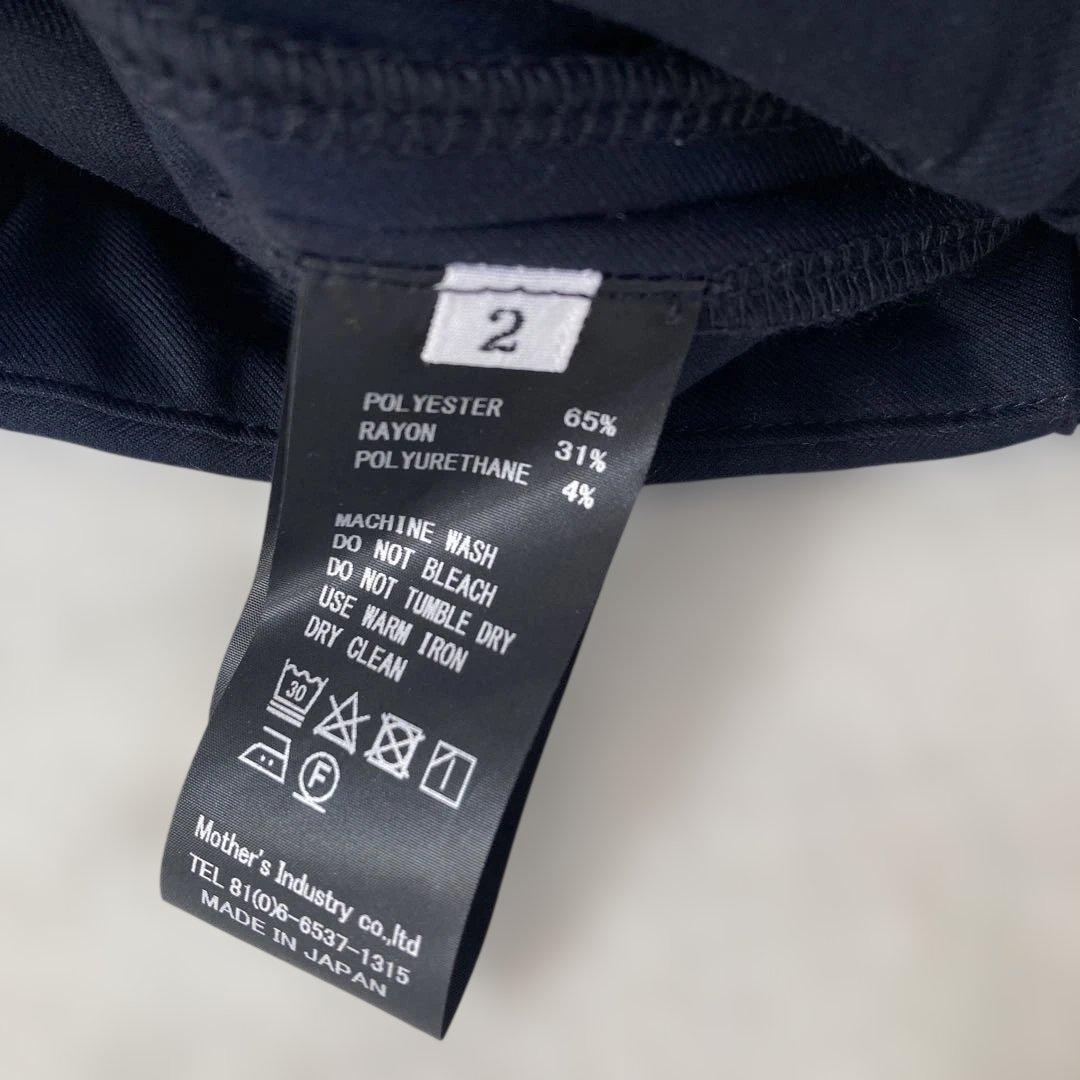 2
POLYESTER 65%
RAYON 31%
POLYURETHANE 4%
MACHINE WASH
DO NOT BLEACH
DO NOT TUMBLE DRY
USE WARM IRON
DRY CLEAN
30
F
Mother's Industry co.,ltd
TEL 81(0)6-6537-1315
MADE IN JAPAN